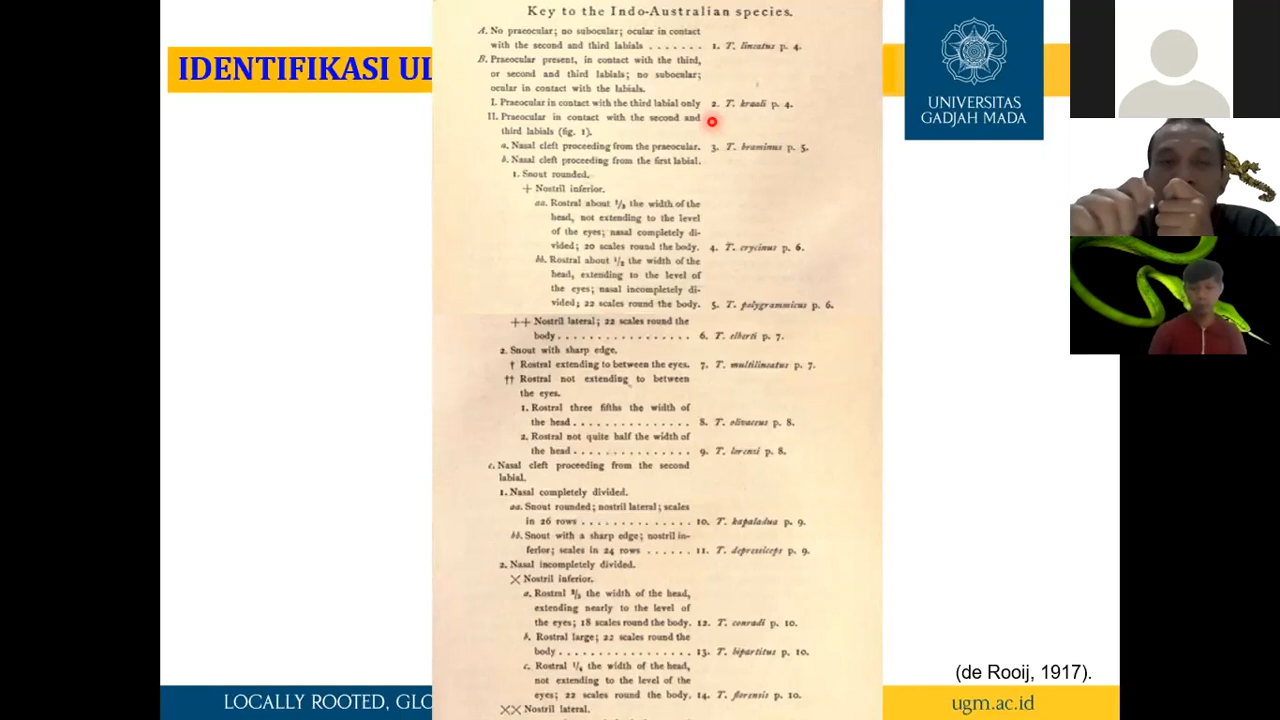 IDENTIFIKASI UL
Key to the Indo-Australian species.
A. No praeocular; no subocular; ocular in contact
with the second and third labials ....... 1. T. lineatus p. 4.
B. Praeocular present, in contact with the third,
or second and third labials; no subocular;
ocular in contact with the labials.
I. Praeocular in contact with the third labial only 2. T. kraali p. 4.
II. Praeocular in contact with the second and
third labials (fig. 1).
a. Nasal cleft proceeding from the praeocular. 3. T. braminus p. 5.
b. Nasal cleft proceeding from the first labial.
1. Snout rounded.
+ Nostril inferior.
aa. Rostral about 1/3 the width of the
head, not extending to the level
of the eyes; nasal completely di-
vided; 20 scales round the body. 4. T. erycinus p. 6.
bb. Rostral about 1/2 the width of the
head, extending to the level of
the eyes; nasal incompletely di-
vided; 22 scales round the body. 5. T. polygrammicus p. 6.
++ Nostril lateral; 22 scales round the
body ................ 6. T. elberti p. 7.
2. Snout with sharp edge.
† Rostral extending to between the eyes. 7. T. multilineatus p. 7.
†† Rostral not extending to between
the eyes.
1. Rostral three fifths the width of
the head .............. 8. T. olivaceus p. 8.
2. Rostral not quite half the width of
the head .............. 9. T. lorensi p. 8.
c. Nasal cleft proceeding from the second
labial.
1. Nasal completely divided.
aa. Snout rounded; nostril lateral; scales
in 26 rows .............. 10. T. kapaladua p. 9.
bb. Snout with a sharp edge; nostril in-
ferior; scales in 24 rows ...... 11. T. depressiceps p. 9.
2. Nasal incompletely divided.
× Nostril inferior.
a. Rostral 2/3 the width of the head,
extending nearly to the level of
the eyes; 18 scales round the body. 12. T. conradi p. 10.
b. Rostral large; 22 scales round the
body ................ 13. T. bipartitus p. 10.
c. Rostral 1/4 the width of the head,
not extending to the level of the
eyes; 22 scales round the body. 14. T. florensis p. 10.
×× Nostril lateral.
UNIVERSITAS
GADJAH MADA
(de Rooij, 1917).
LOCALLY ROOTED, GLO
ugm.ac.id